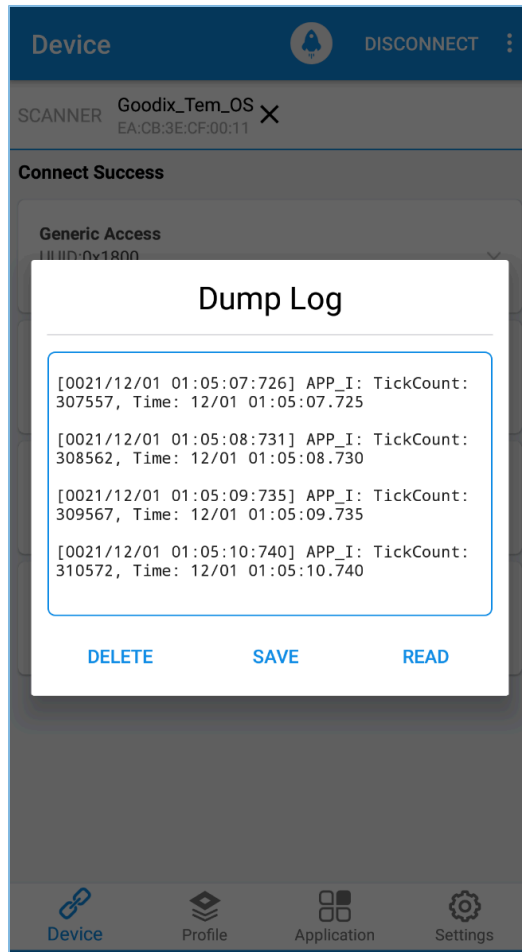 Device
DISCONNECT
SCANNER
Goodix_Tem_OS
EA:CB:3E:CF:00:11
Connect Success
Generic Access
UUID:0x1800
Dump Log
[0021/12/01 01:05:07:726] APP_I: TickCount:
307557, Time: 12/01 01:05:07.725
[0021/12/01 01:05:08:731] APP_I: TickCount:
308562, Time: 12/01 01:05:08.730
[0021/12/01 01:05:09:735] APP_I: TickCount:
309567, Time: 12/01 01:05:09.735
[0021/12/01 01:05:10:740] APP_I: TickCount:
310572, Time: 12/01 01:05:10.740
DELETE
SAVE
READ
Device
Profile
Application
Settings